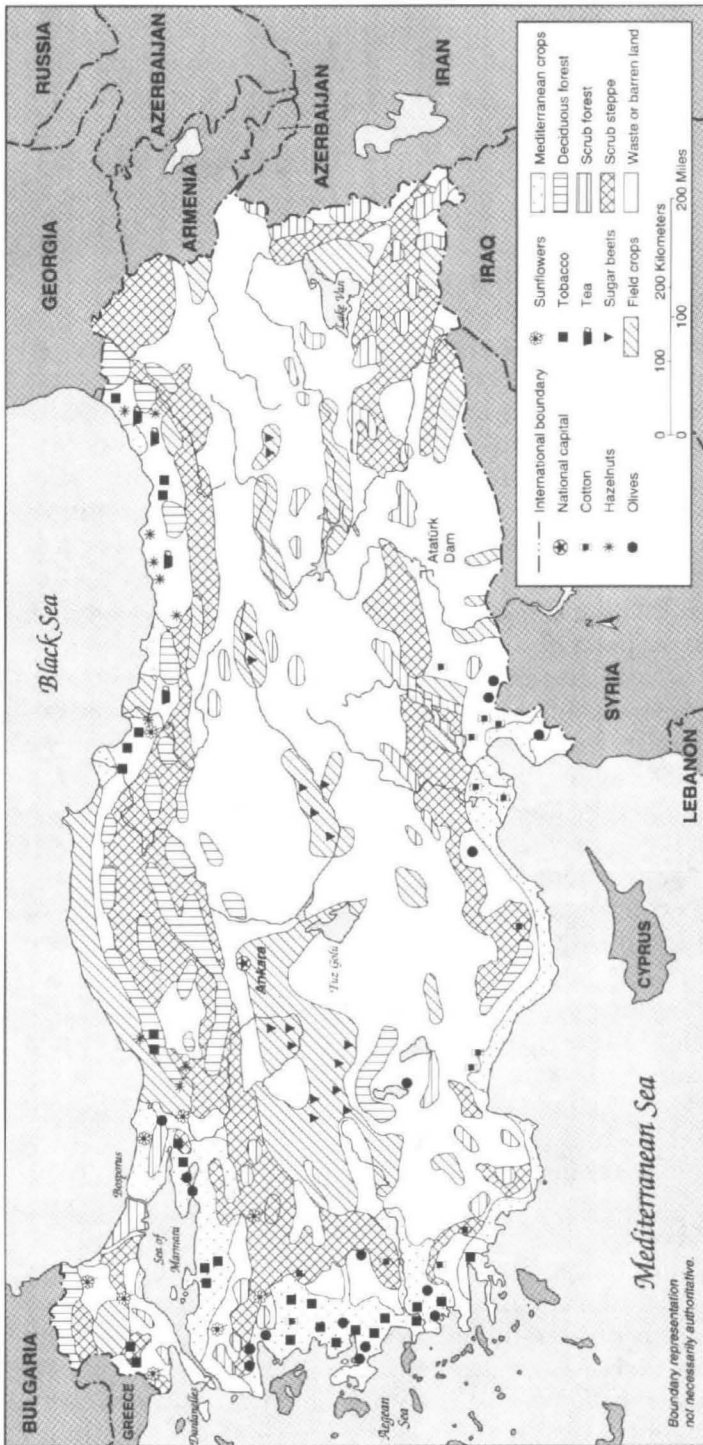 BULGARIA
GREECE
Black Sea
GEORGIA
RUSSIA
AZERBAIJAN
ARMENIA
AZERBAIJAN
IRAN
IRAQ
SYRIA
LEBANON
CYPRUS
Bosporus
Sea of
Marmara
Dardanelles
Aegean
Sea
Ankara
Tuz Golu
Lake Van
Atatürk
Dam
Mediterranean Sea
Boundary representation
not necessarily authoritative.
N
International boundary
National capital
Cotton
Hazelnuts
Olives
Sunflowers
Tobacco
Tea
Sugar beets
Field crops
Mediterranean crops
Deciduous forest
Scrub forest
Scrub steppe
Waste or barren land
0 100 200 Kilometers
0 100 200 Miles